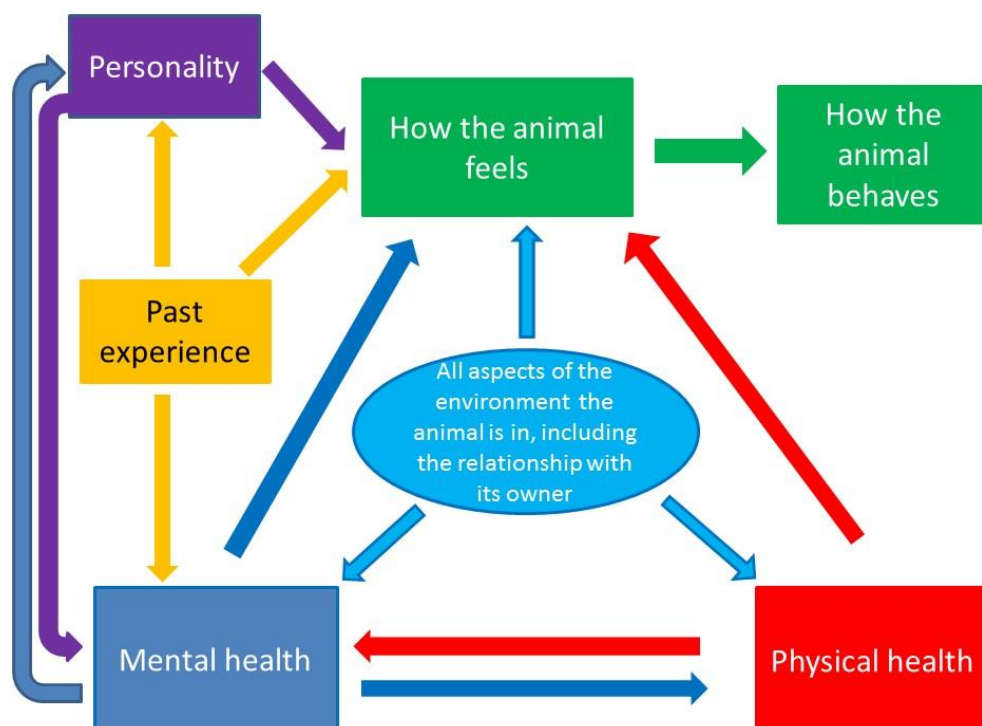 Personality
How the animal
feels
How the
animal
behaves
Past
experience
All aspects of the
environment the
animal is in, including
the relationship with
its owner
Mental health
Physical health